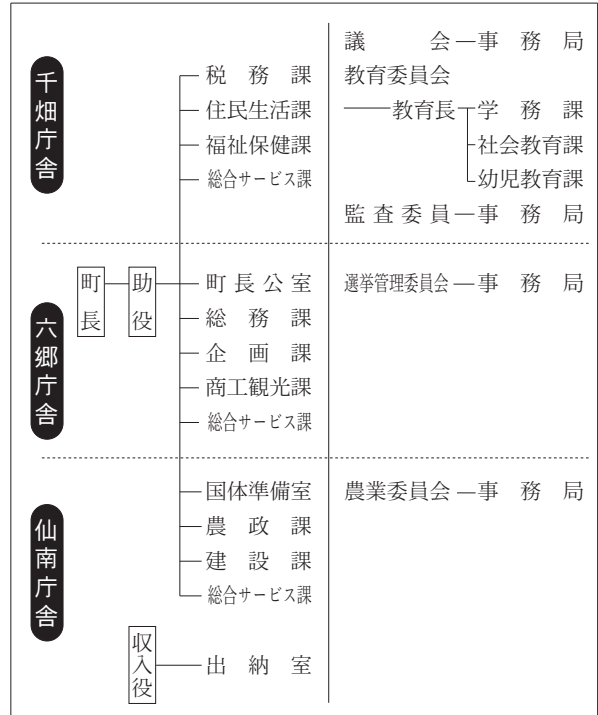 千畑庁舎
税務課
住民生活課
福祉保健課
総合サービス課
議会―事務局
教育委員会
――教育長 学務課
社会教育課
幼児教育課
監査委員―事務局
六郷庁舎
町長
助役
町長公室
総務課
企画課
商工観光課
総合サービス課
選挙管理委員会―事務局
仙南庁舎
国体準備室
農政課
建設課
総合サービス課
収入役
出納室
農業委員会―事務局